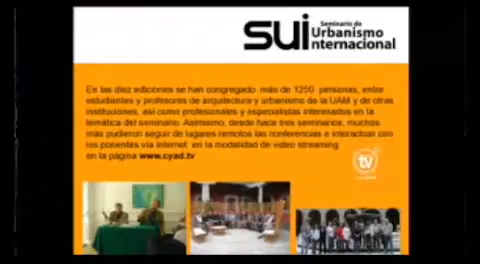 sui
Seminario de
Urbanismo
Internacional
En las diez ediciones se han congregado más de 1250 personas, entre
estudiantes y profesores de arquitectura y urbanismo de la UAM y de otras
instituciones, así como profesionales y especialistas interesados en la
temática del seminario. Asimismo, desde hace tres seminarios, muchos
más pudieron seguir de lugares remotos las conferencias e interactuar con
los ponentes vía internet en la modalidad de video streaming
en la página www.cyad.tv
tv